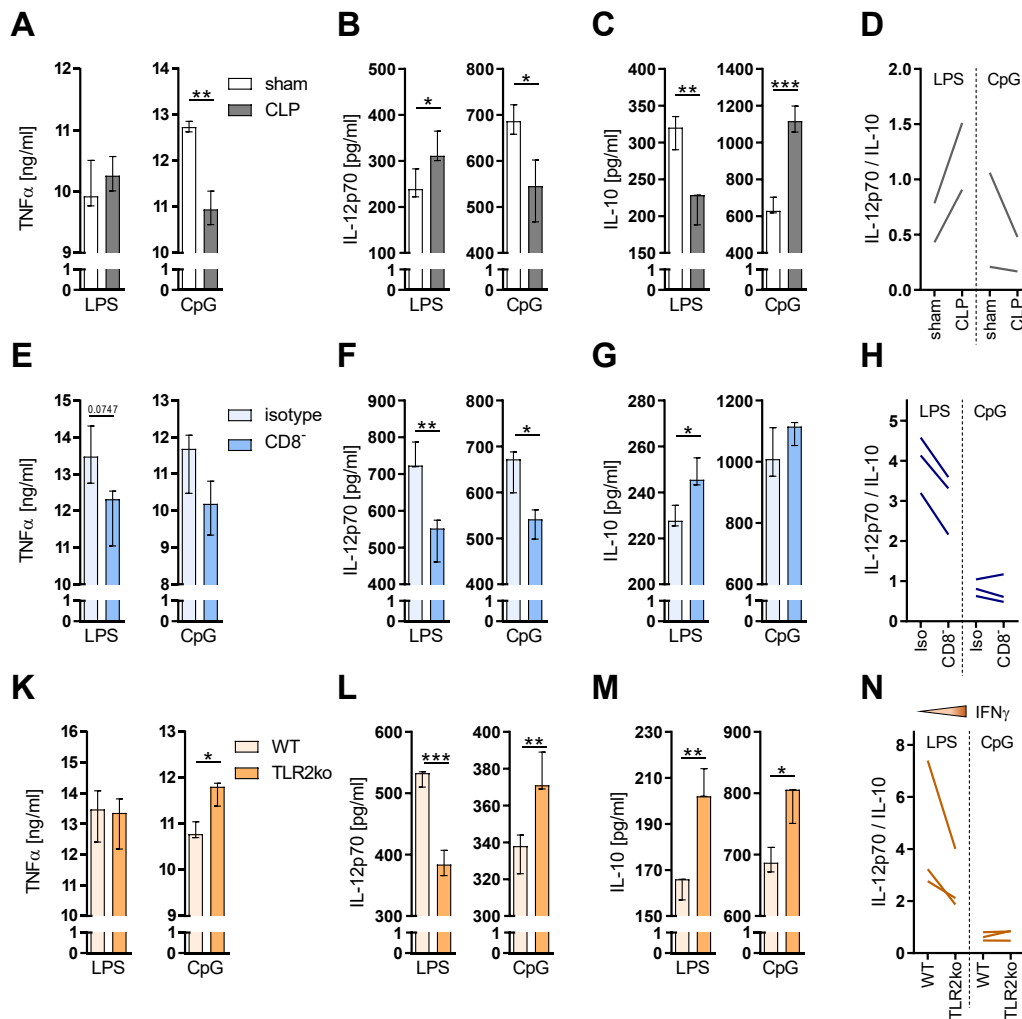 A
TNFα [ng/ml]
12
11
10
9
1
0
LPS
14
13
12
11
1
0
CpG
**
sham
CLP
B
IL-12p70 [pg/ml]
500
400
300
200
100
1
0
LPS
*
800
700
600
500
400
1
0
CpG
*
C
IL-10 [pg/ml]
400
350
300
250
200
150
1
0
LPS
**
1400
1200
1000
800
600
400
1
0
CpG
***
D
IL-12p70 / IL-10
LPS
CpG
2.0
1.5
1.0
0.5
0.0
sham
CLP
sham
CLP
E
TNFα [ng/ml]
15
14
13
12
11
10
1
0
LPS
0.0747
13
12
11
10
9
8
1
0
CpG
isotype
CD8-
F
IL-12p70 [pg/ml]
900
800
700
600
500
400
1
0
LPS
**
800
700
600
500
400
1
0
CpG
*
G
IL-10 [pg/ml]
280
260
240
220
200
1
0
LPS
*
1200
1000
800
600
1
0
CpG
H
IL-12p70 / IL-10
LPS
CpG
5
4
3
2
1
0
Iso
CD8-
Iso
CD8-
K
TNFα [ng/ml]
16
15
14
13
12
11
10
1
0
LPS
13
12
11
10
9
1
0
CpG
*
WT
TLR2ko
L
IL-12p70 [pg/ml]
600
500
400
300
1
0
LPS
***
400
380
360
340
320
300
1
0
CpG
**
M
IL-10 [pg/ml]
230
210
190
170
150
1
0
LPS
**
900
800
700
600
1
0
CpG
*
N
IFNγ
IL-12p70 / IL-10
LPS
CpG
8
6
4
2
0
WT
TLR2ko
WT
TLR2ko